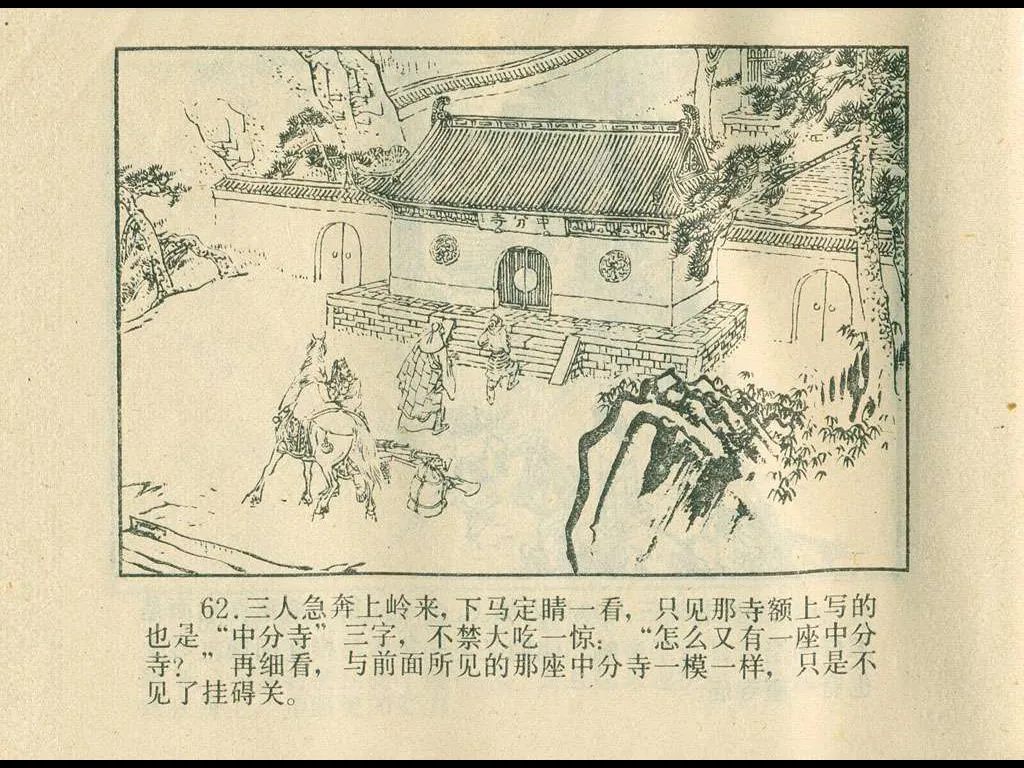 中分寺
62.三人急奔上岭来，下马定睛一看，只见那寺额上写的
也是“中分寺”三字，不禁大吃一惊：“怎么又有一座中分
寺？”再细看，与前面所见的那座中分寺一模一样，只是不
见了挂碍关。